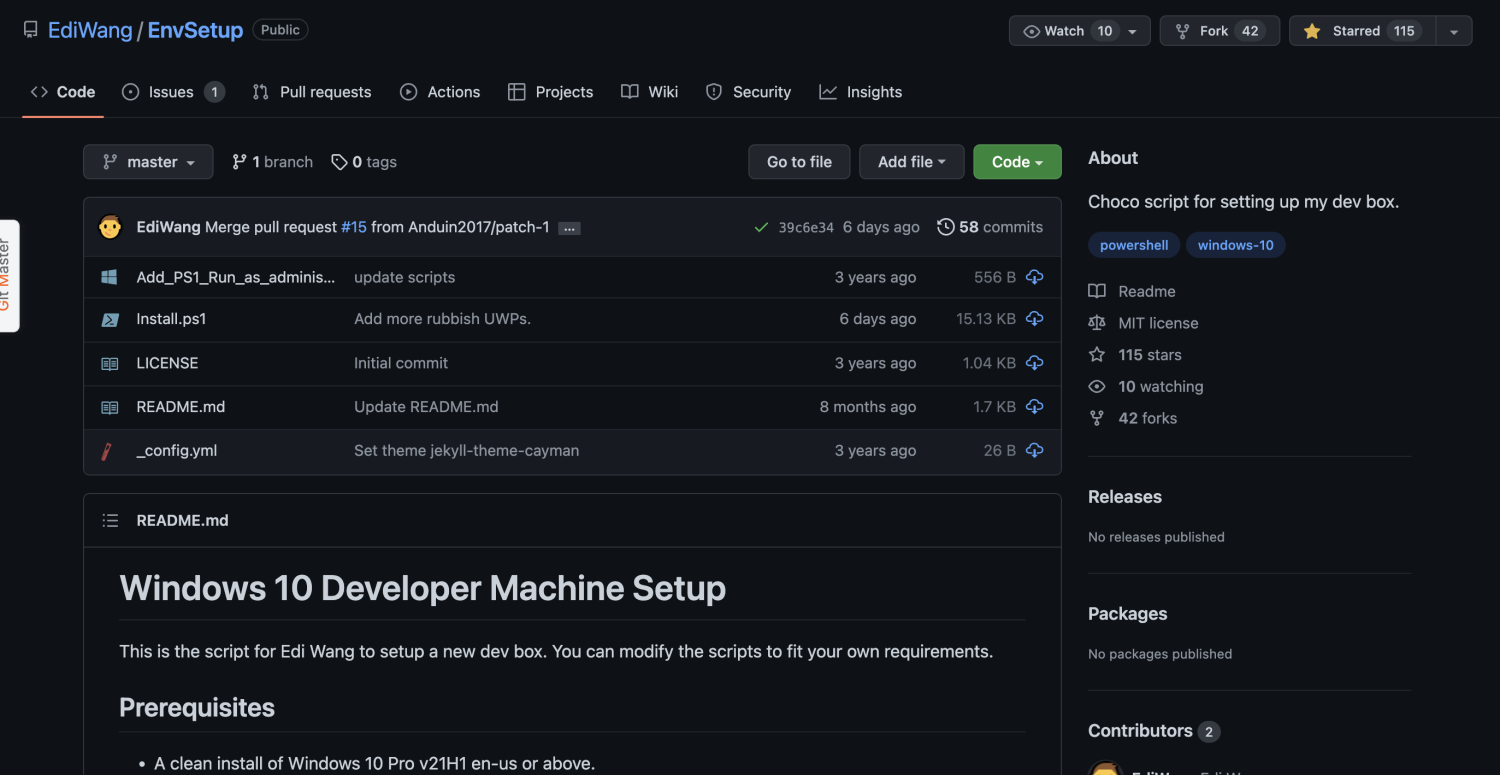 EdiWang / EnvSetup Public Watch 10 Fork 42 Starred 115
Code Issues 1 Pull requests Actions Projects Wiki Security Insights
master 1 branch 0 tags Go to file Add file Code
EdiWang Merge pull request #15 from Anduin2017/patch-1 ... 39c6e34 6 days ago 58 commits
Add_PS1_Run_as_adminis... update scripts 3 years ago 556 B
Install.ps1 Add more rubbish UWPs. 6 days ago 15.13 KB
LICENSE Initial commit 3 years ago 1.04 KB
README.md Update README.md 8 months ago 1.7 KB
_config.yml Set theme jekyll-theme-cayman 3 years ago 26 B
Git Master
README.md
Windows 10 Developer Machine Setup
This is the script for Edi Wang to setup a new dev box. You can modify the scripts to fit your own requirements.
Prerequisites
• A clean install of Windows 10 Pro v21H1 en-us or above.
About
Choco script for setting up my dev box.
powershell windows-10
Readme
MIT license
115 stars
10 watching
42 forks
Releases
No releases published
Packages
No packages published
Contributors 2